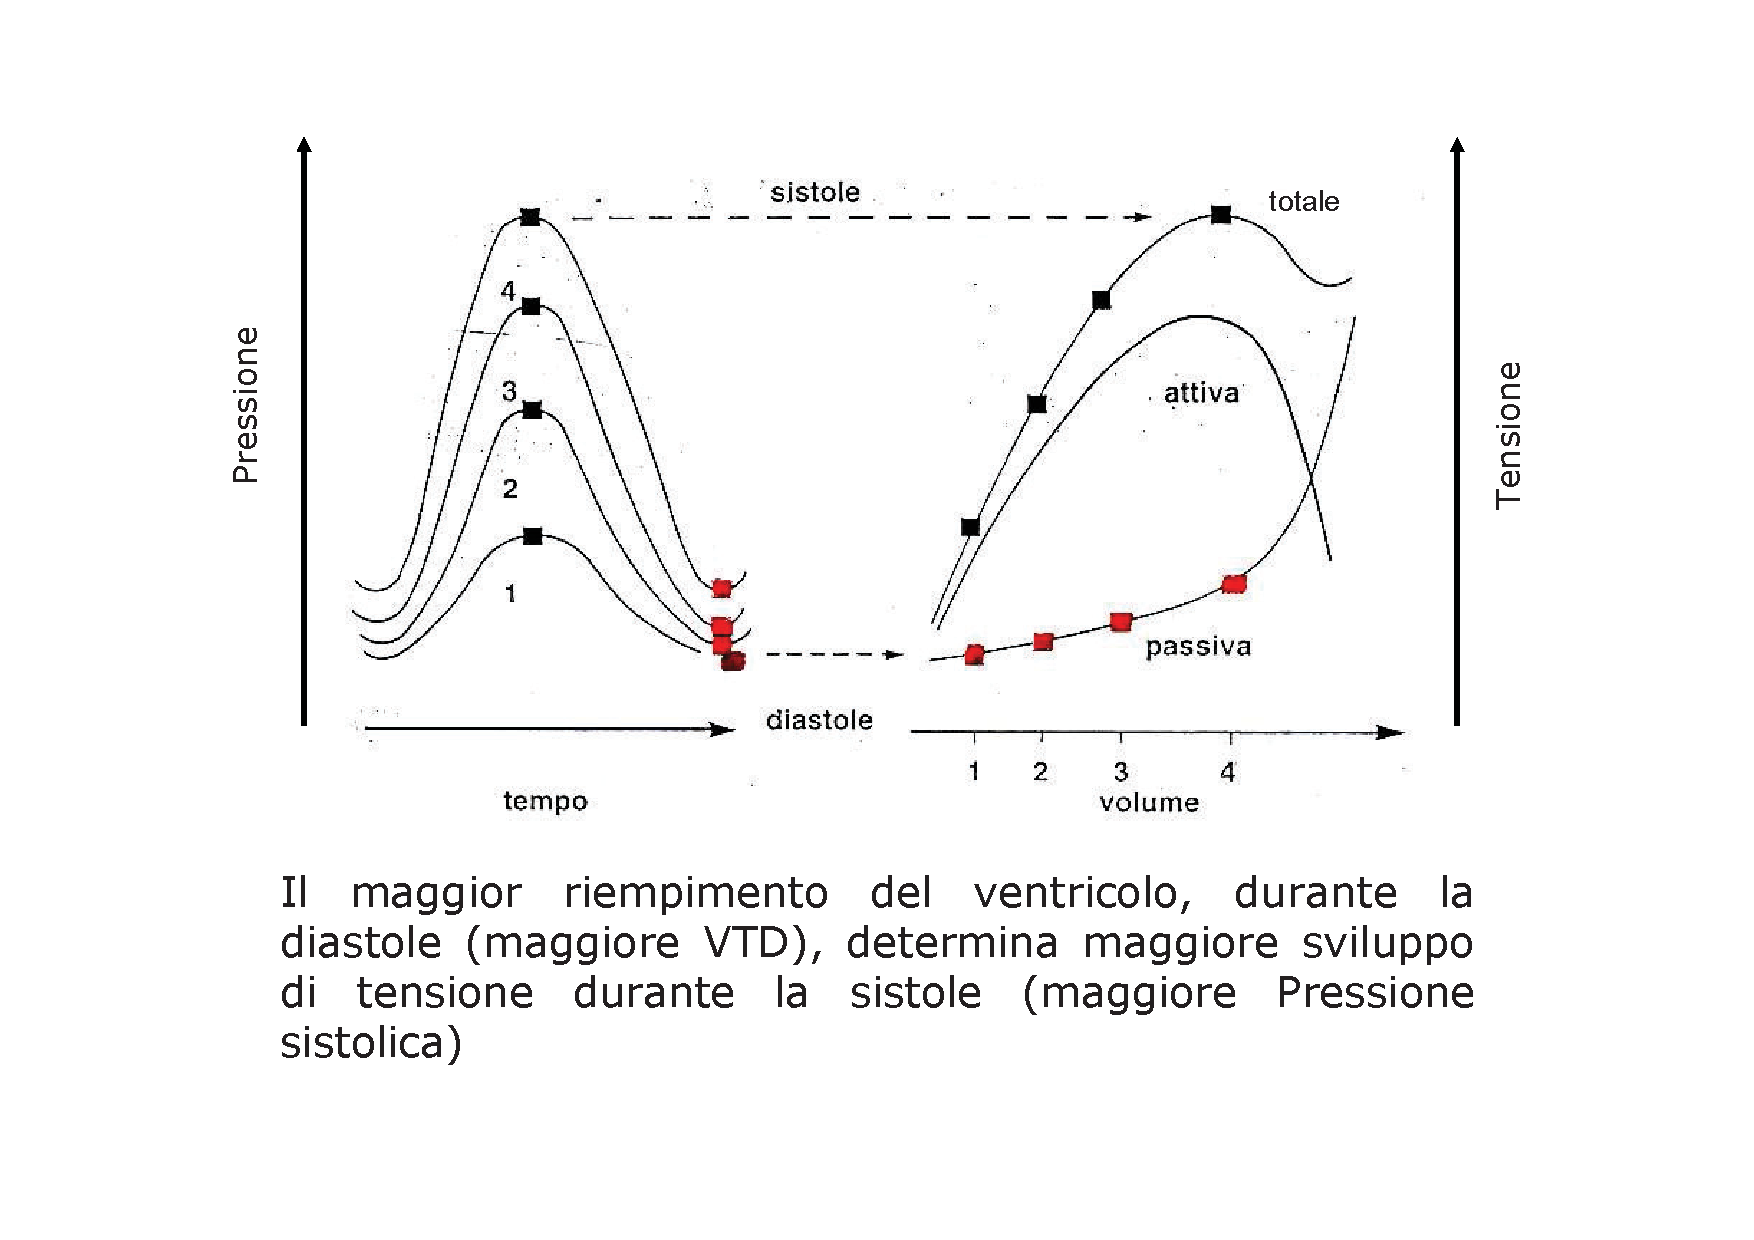 sistole
totale
4
3
2
1
Pressione
attiva
Tensione
passiva
diastole
1 2 3 4
tempo
volume
Il maggior riempimento del ventricolo, durante la
diastole (maggiore VTD), determina maggiore sviluppo
di tensione durante la sistole (maggiore Pressione
sistolica)